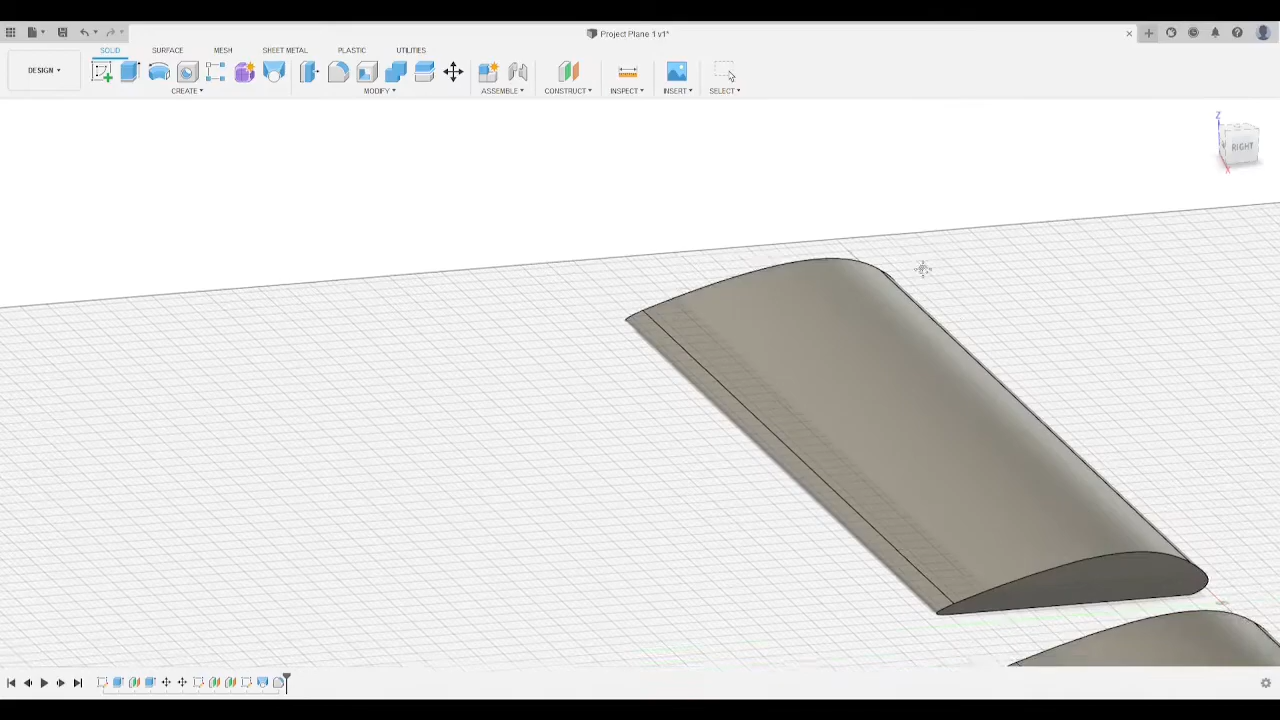 Project Plane 1 v1*
SOLID SURFACE MESH SHEET METAL PLASTIC UTILITIES
DESIGN
CREATE MODIFY ASSEMBLE CONSTRUCT INSPECT INSERT SELECT
Z
RIGHT
X